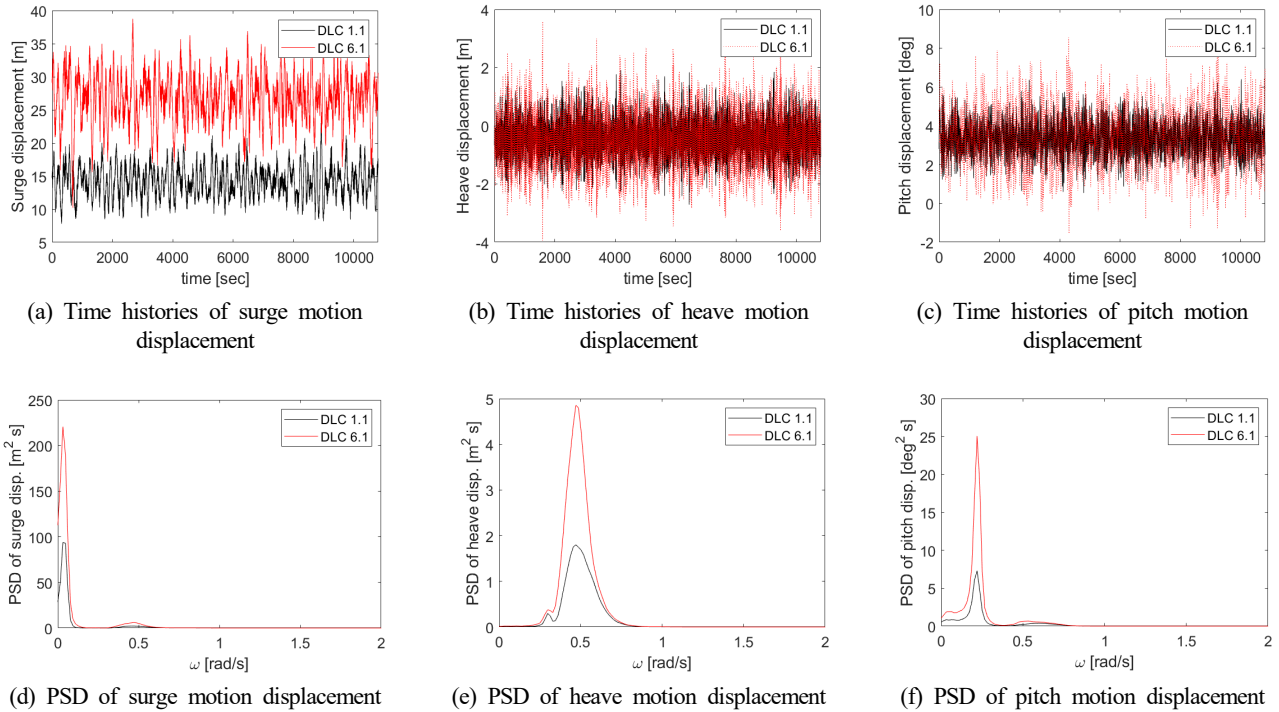 40
35
30
25
20
15
10
5
Surge displacement [m]
DLC 1.1
DLC 6.1
0 2000 4000 6000 8000 10000
time [sec]
(a) Time histories of surge motion
displacement
4
2
0
-2
-4
Heave displacement [m]
DLC 1.1
DLC 6.1
0 2000 4000 6000 8000 10000
time [sec]
(b) Time histories of heave motion
displacement
10
8
6
4
2
0
-2
Pitch displacement [deg]
DLC 1.1
DLC 6.1
0 2000 4000 6000 8000 10000
time [sec]
(c) Time histories of pitch motion
displacement
250
200
150
100
50
0
PSD of surge disp. [m² s]
DLC 1.1
DLC 6.1
0 0.5 1 1.5 2
ω [rad/s]
(d) PSD of surge motion displacement
5
4
3
2
1
0
PSD of heave disp. [m² s]
DLC 1.1
DLC 6.1
0 0.5 1 1.5 2
ω [rad/s]
(e) PSD of heave motion displacement
30
25
20
15
10
5
0
PSD of pitch disp. [deg² s]
DLC 1.1
DLC 6.1
0 0.5 1 1.5 2
ω [rad/s]
(f) PSD of pitch motion displacement